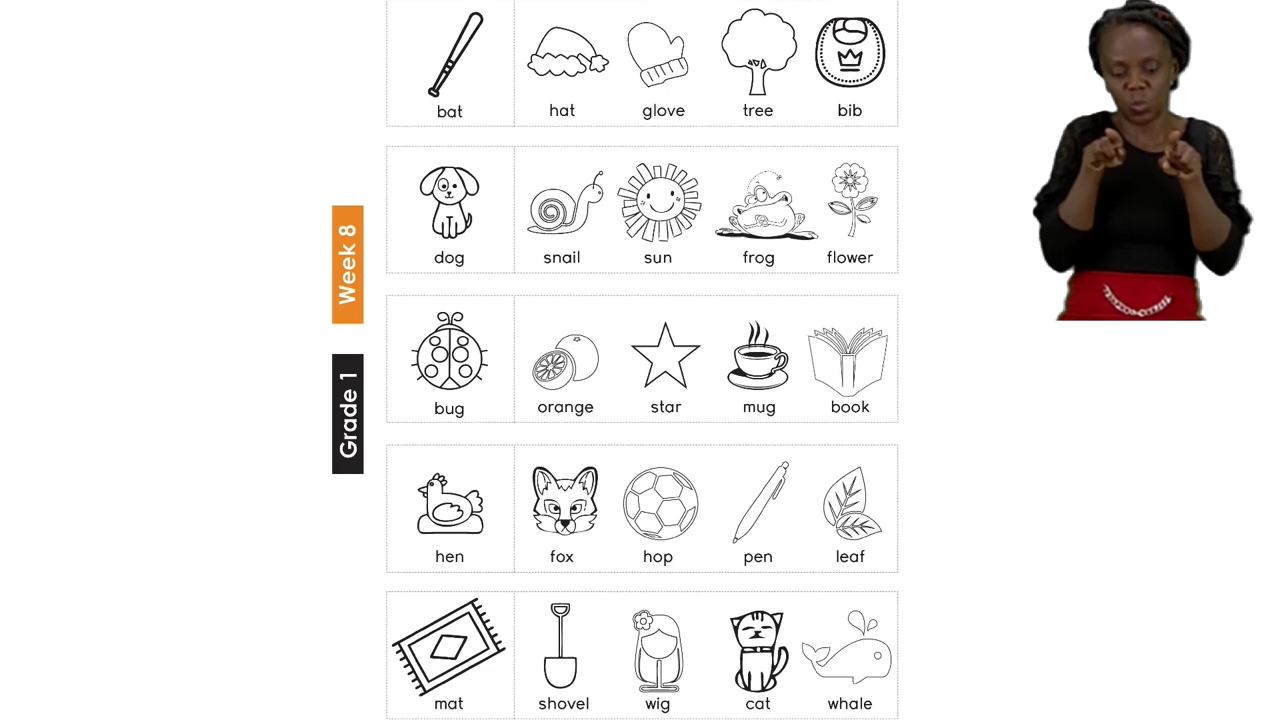 bat
hat
glove
tree
bib
dog
snail
sun
frog
flower
Week 8
bug
orange
star
mug
book
Grade 1
hen
fox
hop
pen
leaf
mat
shovel
wig
cat
whale